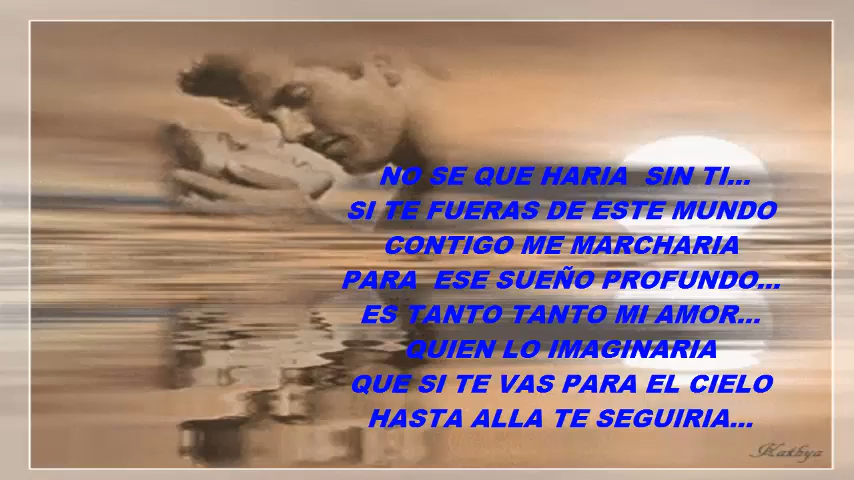 NO SE QUE HARIA  SIN TI...
SI TE FUERAS DE ESTE MUNDO
CONTIGO ME MARCHARIA
PARA  ESE SUEÑO PROFUNDO...
ES TANTO TANTO MI AMOR...
QUIEN LO IMAGINARIA
QUE SI TE VAS PARA EL CIELO
HASTA ALLA TE SEGUIRIA...
Kathya